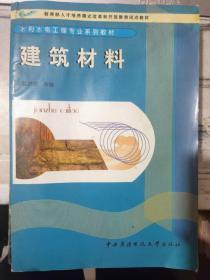 教育部人才培养模式改革和开放教育试点教材
水利水电工程专业系列教材
建筑材料
主编
jianzhu cailiao
中央广播电视大学出版社